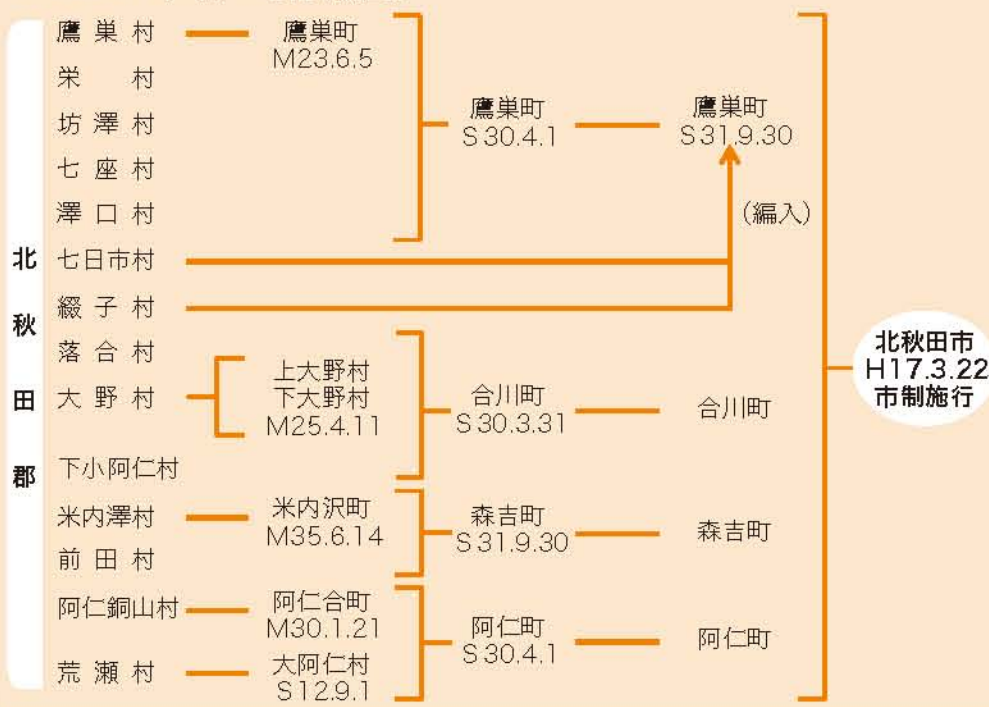 北秋田郡
鷹巣村
鷹巣町
M23.6.5
栄村
坊澤村
七座村
澤口村
鷹巣町
S30.4.1
鷹巣町
S31.9.30
(編入)
七日市村
綴子村
落合村
大野村
上大野村
下大野村
M25.4.11
下小阿仁村
合川町
S30.3.31
合川町
米内澤村
米内沢町
M35.6.14
前田村
森吉町
S31.9.30
森吉町
阿仁銅山村
阿仁合町
M30.1.21
荒瀬村
大阿仁村
S12.9.1
阿仁町
S30.4.1
阿仁町
北秋田市
H17.3.22
市制施行